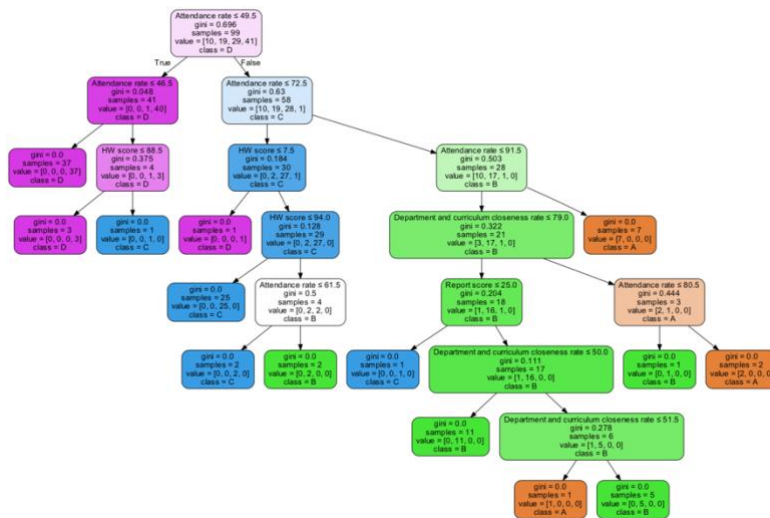 Attendance rate ≤ 49.5
gini = 0.696
samples = 99
value = [10, 19, 29, 41]
class = D
True
False
Attendance rate ≤ 46.5
gini = 0.048
samples = 41
value = [0, 0, 1, 40]
class = D
Attendance rate ≤ 72.5
gini = 0.63
samples = 58
value = [10, 19, 28, 1]
class = C
gini = 0.0
samples = 37
value = [0, 0, 0, 37]
class = D
HW score ≤ 88.5
gini = 0.375
samples = 4
value = [0, 0, 1, 3]
class = D
HW score ≤ 7.5
gini = 0.184
samples = 30
value = [0, 2, 27, 1]
class = C
Attendance rate ≤ 91.5
gini = 0.503
samples = 28
value = [10, 17, 1, 0]
class = B
gini = 0.0
samples = 3
value = [0, 0, 0, 3]
class = D
gini = 0.0
samples = 1
value = [0, 0, 1, 0]
class = C
gini = 0.0
samples = 1
value = [0, 0, 0, 1]
class = D
HW score ≤ 94.0
gini = 0.128
samples = 29
value = [0, 2, 27, 0]
class = C
Department and curriculum closeness rate ≤ 79.0
gini = 0.322
samples = 21
value = [3, 17, 1, 0]
class = B
gini = 0.0
samples = 7
value = [7, 0, 0, 0]
class = A
gini = 0.0
samples = 25
value = [0, 0, 25, 0]
class = C
Attendance rate ≤ 61.5
gini = 0.5
samples = 4
value = [0, 2, 2, 0]
class = B
Report score ≤ 25.0
gini = 0.204
samples = 18
value = [1, 16, 1, 0]
class = B
Attendance rate ≤ 80.5
gini = 0.444
samples = 3
value = [2, 1, 0, 0]
class = A
gini = 0.0
samples = 2
value = [0, 0, 2, 0]
class = C
gini = 0.0
samples = 2
value = [0, 2, 0, 0]
class = B
gini = 0.0
samples = 1
value = [0, 0, 1, 0]
class = C
Department and curriculum closeness rate ≤ 50.0
gini = 0.111
samples = 17
value = [1, 16, 0, 0]
class = B
gini = 0.0
samples = 1
value = [0, 1, 0, 0]
class = B
gini = 0.0
samples = 2
value = [2, 0, 0, 0]
class = A
gini = 0.0
samples = 11
value = [0, 11, 0, 0]
class = B
Department and curriculum closeness rate ≤ 51.5
gini = 0.278
samples = 6
value = [1, 5, 0, 0]
class = B
gini = 0.0
samples = 1
value = [1, 0, 0, 0]
class = A
gini = 0.0
samples = 5
value = [0, 5, 0, 0]
class = B